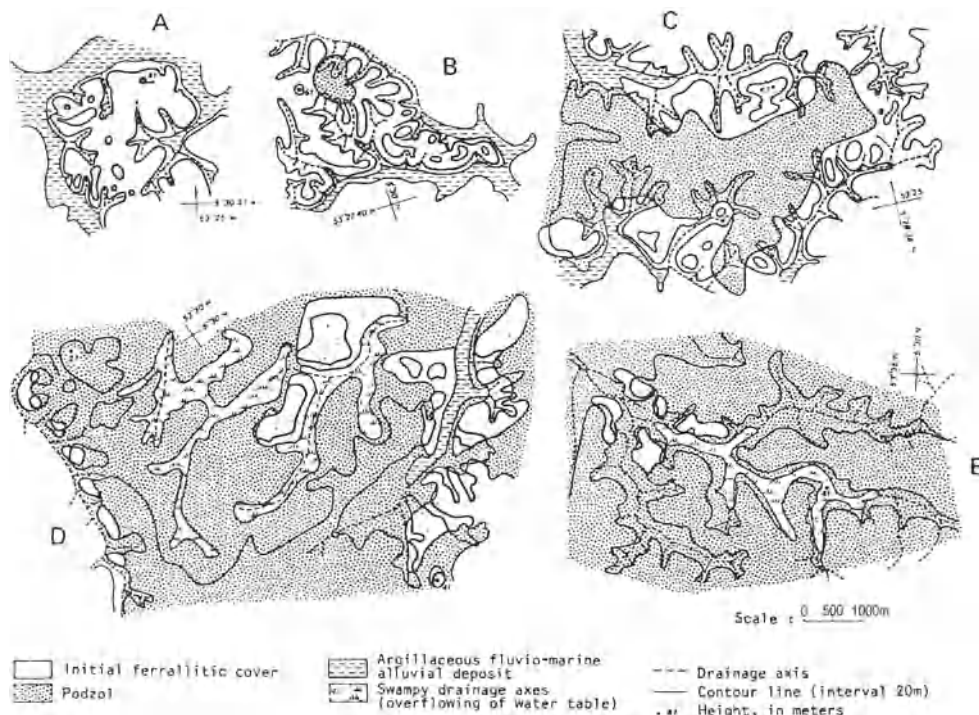 A
B
C
D
E
Scale : 0 500 1000m
Initial ferrallitic cover
Podzol
Argillaceous fluvio-marine
alluvial deposit
Swampy drainage axes
(overflowing of water table)
Drainage axis
Contour line (interval 20m)
Height, in meters